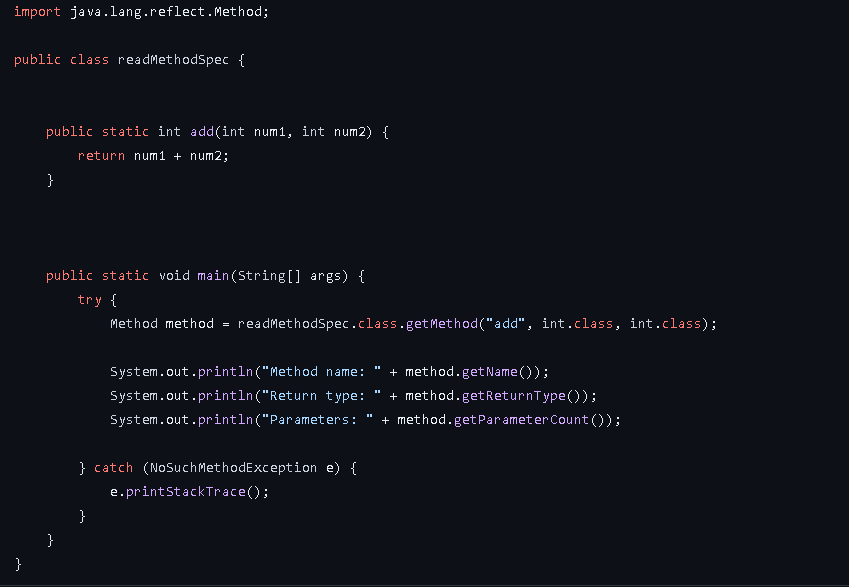 import java.lang.reflect.Method;
public class readMethodSpec {
public static int add(int num1, int num2) {
return num1 + num2;
}
public static void main(String[] args) {
try {
Method method = readMethodSpec.class.getMethod("add", int.class, int.class);
System.out.println("Method name: " + method.getName());
System.out.println("Return type: " + method.getReturnType());
System.out.println("Parameters: " + method.getParameterCount());
} catch (NoSuchMethodException e) {
e.printStackTrace();
}
}
}